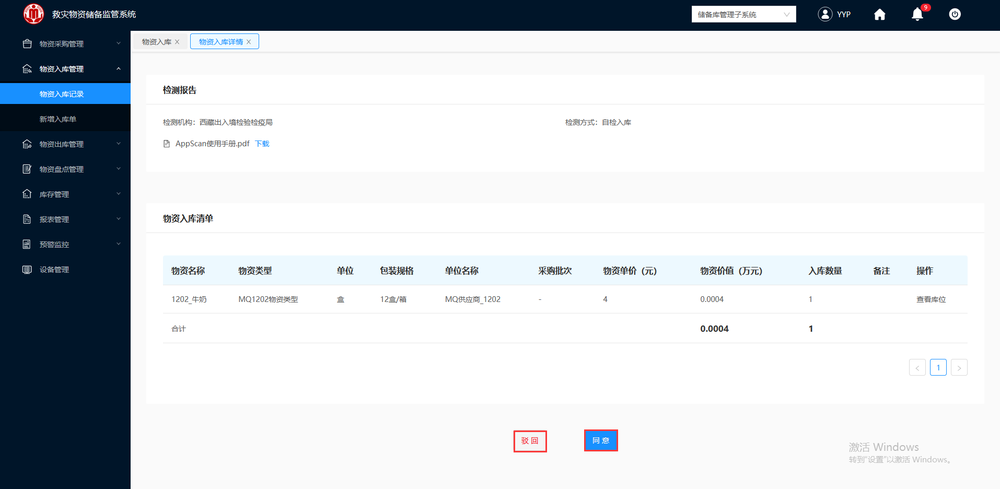 救灾物资储备监管系统
储备库管理子系统
YYP
9
物资采购管理
物资入库管理
物资入库记录
新增入库单
物资出库管理
物资盘点管理
库存管理
报表管理
预警监控
设备管理
物资入库
物资入库详情
检测报告
检测机构：西藏出入境检验检疫局 检测方式：自检入库
AppScan使用手册.pdf 下载
物资入库清单
物资名称 物资类型 单位 包装规格 单位名称 采购批次 物资单价（元） 物资价值（万元） 入库数量 备注 操作
1202_牛奶 MQ1202物资类型 盒 12盒/箱 MQ供应商_1202 - 4 0.0004 1 查看库位
合计 0.0004 1
< 1 >
驳 回 同 意
激活 Windows
转到"设置"以激活 Windows。